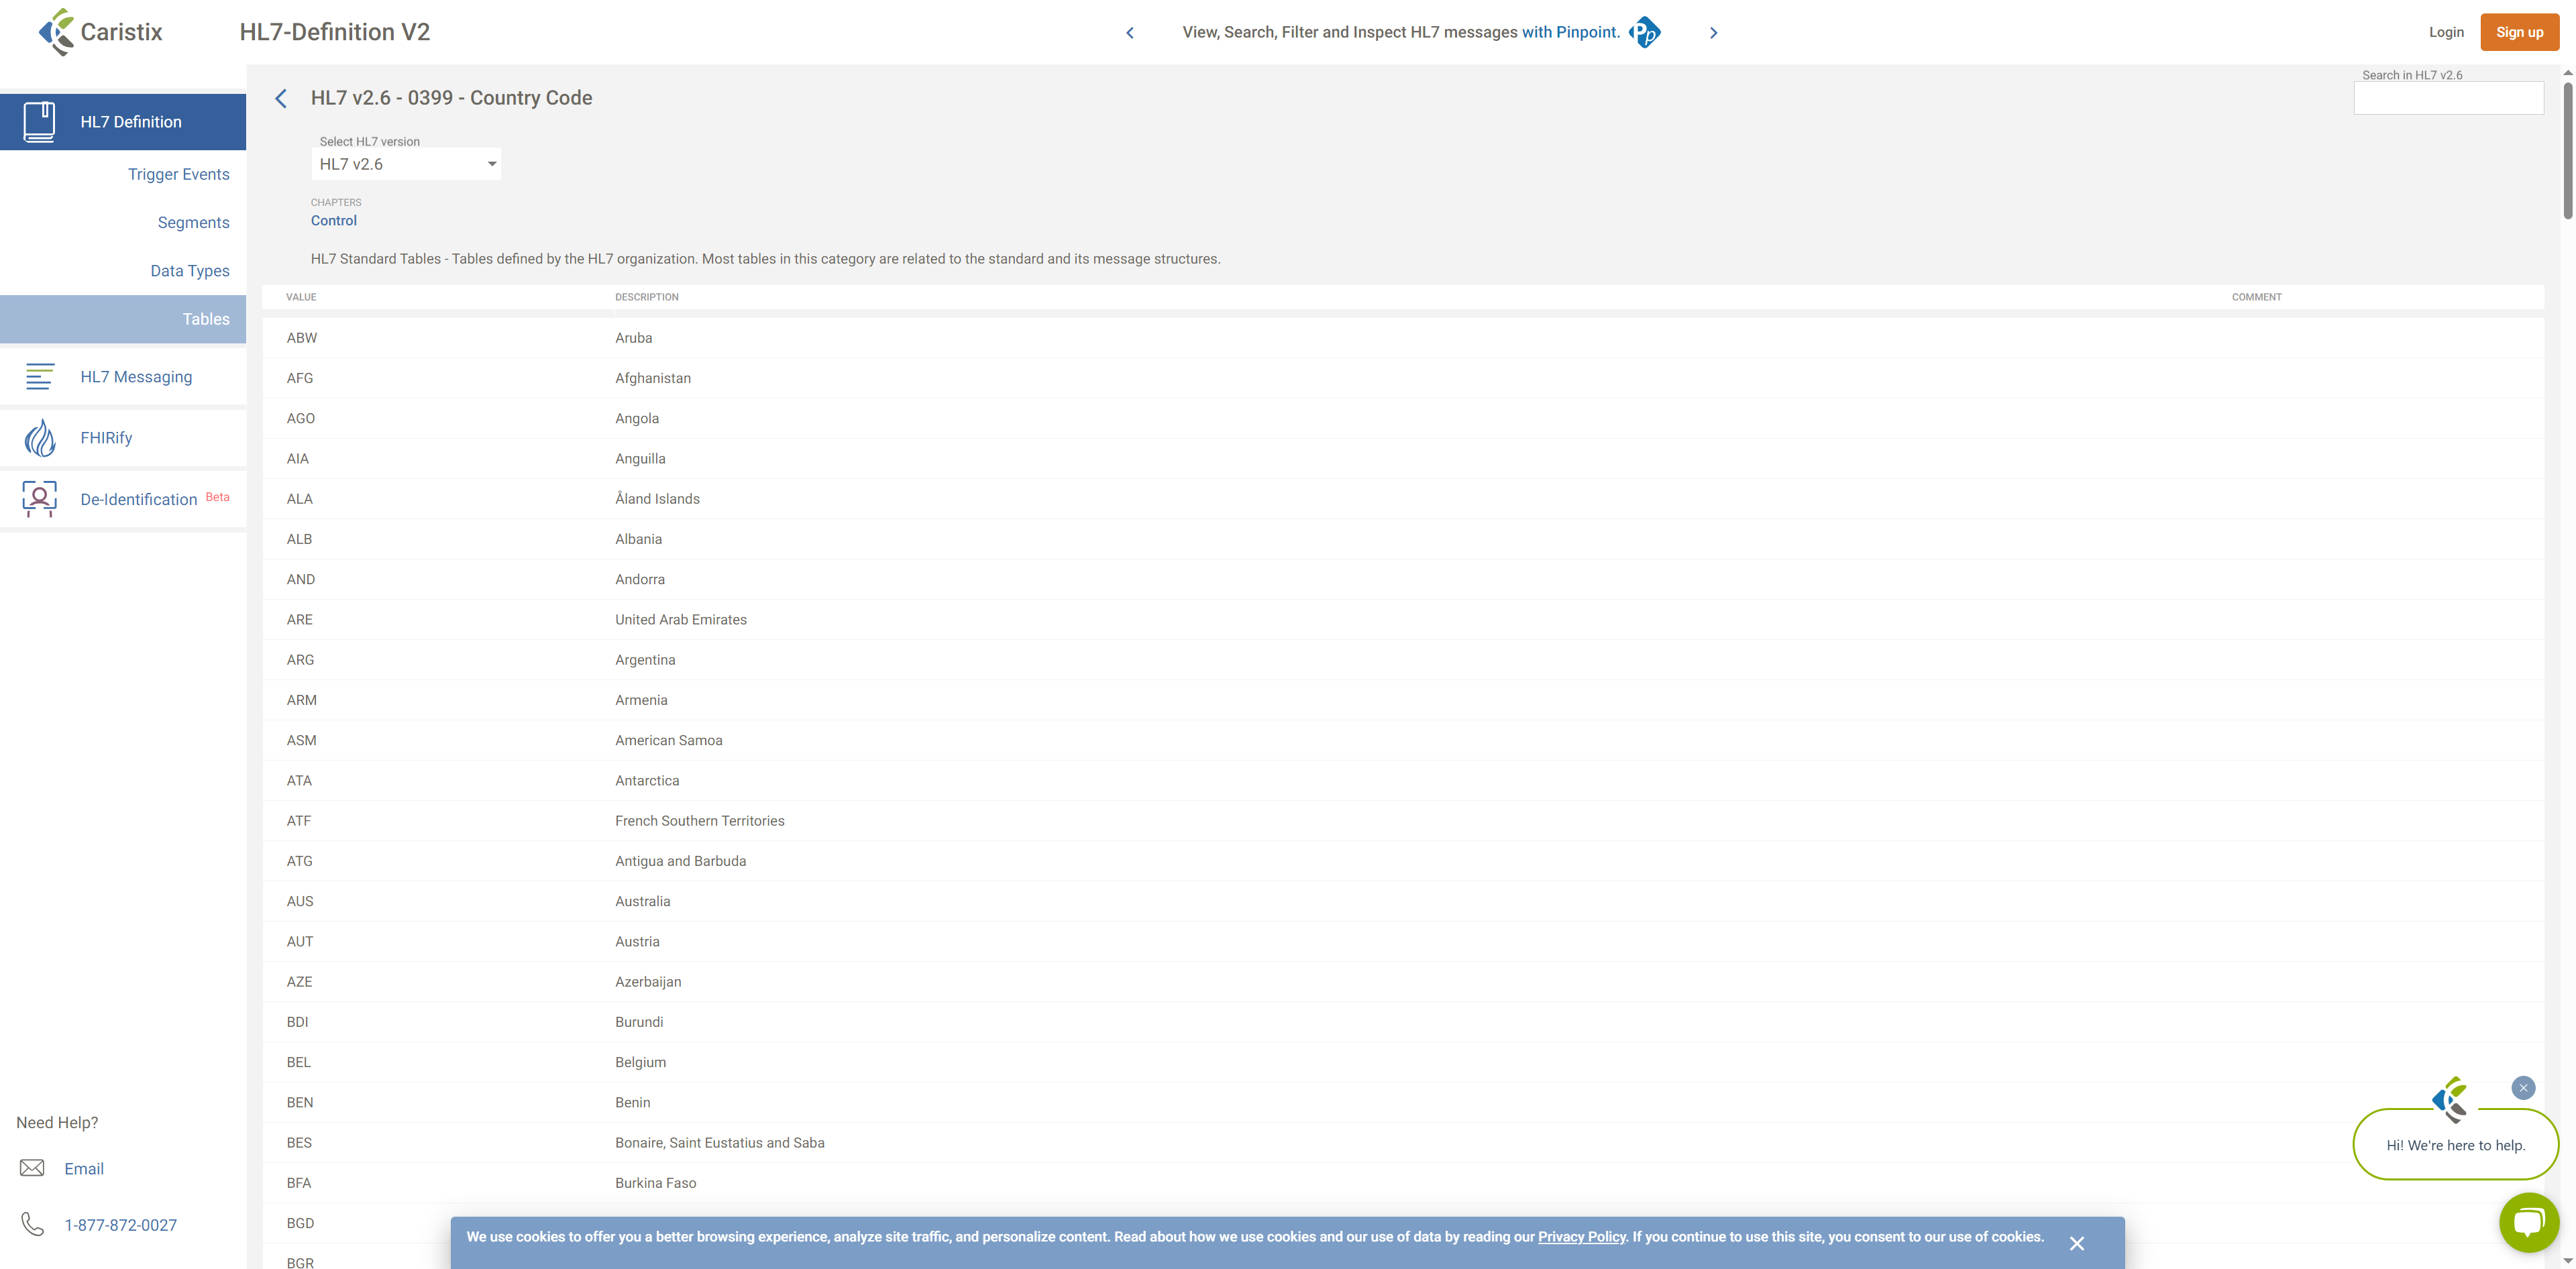 Caristix
HL7-Definition V2
View, Search, Filter and Inspect HL7 messages with Pinpoint.
Pp
Login
Sign up
HL7 Definition
Trigger Events
Segments
Data Types
Tables
HL7 Messaging
FHIRify
De-Identification Beta
Need Help?
Email
1-877-872-0027
HL7 v2.6 - 0399 - Country Code
Search in HL7 v2.6
Select HL7 version
HL7 v2.6
CHAPTERS
Control
HL7 Standard Tables - Tables defined by the HL7 organization. Most tables in this category are related to the standard and its message structures.
VALUE DESCRIPTION COMMENT
ABW Aruba
AFG Afghanistan
AGO Angola
AIA Anguilla
ALA Åland Islands
ALB Albania
AND Andorra
ARE United Arab Emirates
ARG Argentina
ARM Armenia
ASM American Samoa
ATA Antarctica
ATF French Southern Territories
ATG Antigua and Barbuda
AUS Australia
AUT Austria
AZE Azerbaijan
BDI Burundi
BEL Belgium
BEN Benin
BES Bonaire, Saint Eustatius and Saba
BFA Burkina Faso
BGD
BGR
Hi! We're here to help.
We use cookies to offer you a better browsing experience, analyze site traffic, and personalize content. Read about how we use cookies and our use of data by reading our Privacy Policy. If you continue to use this site, you consent to our use of cookies.